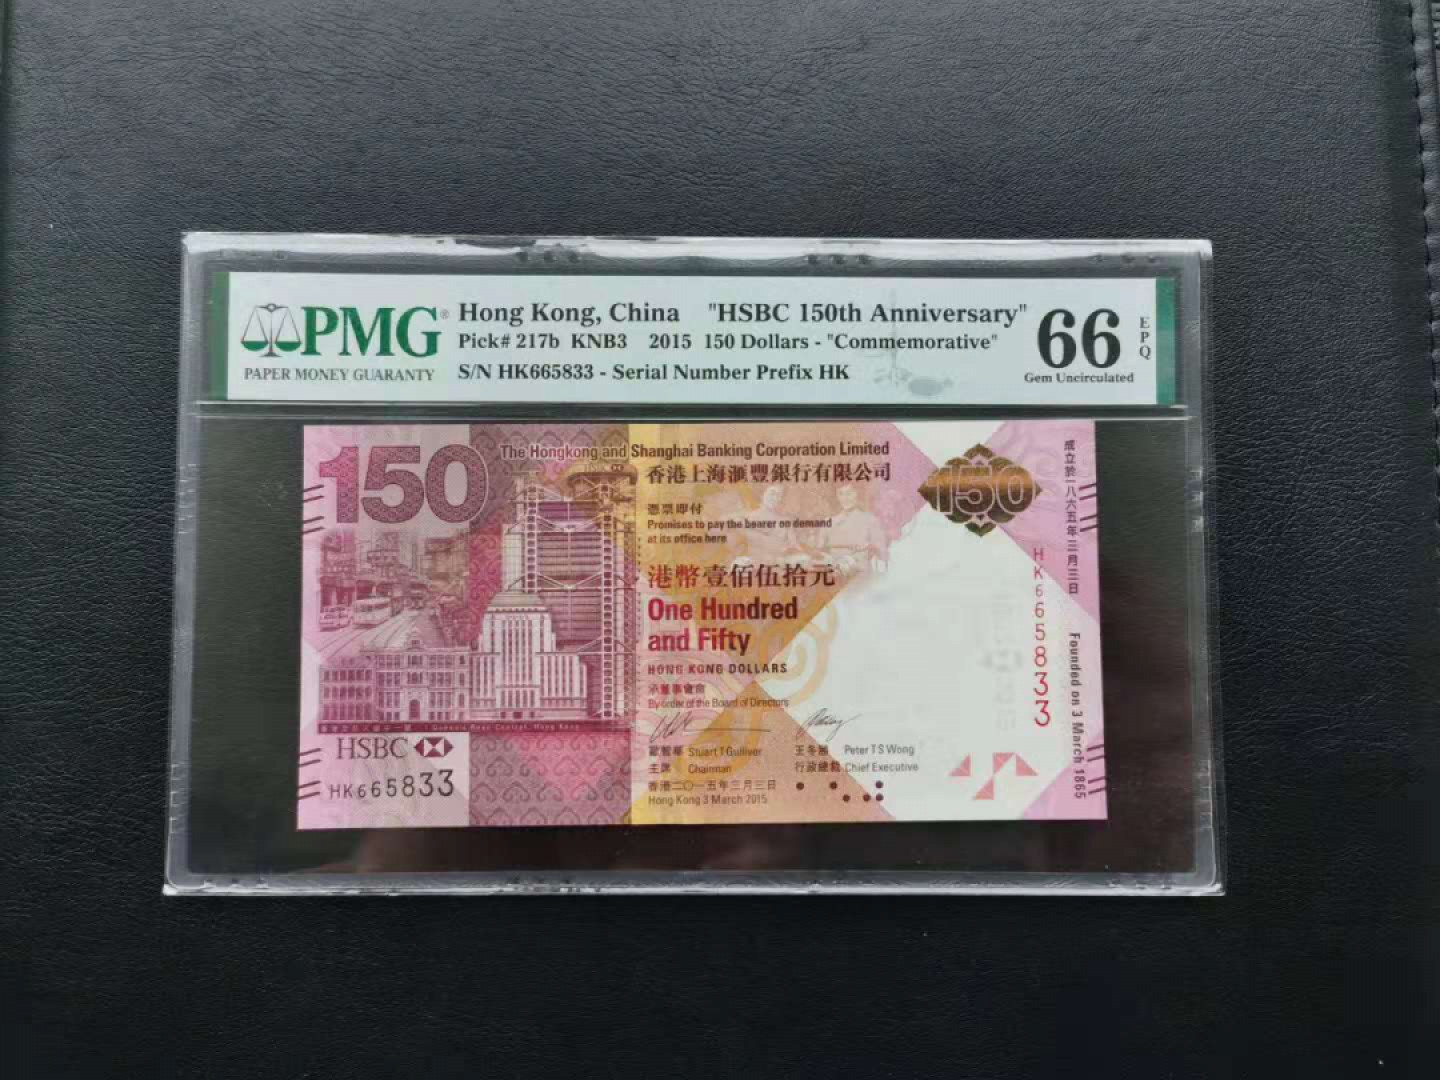 PMG®
PAPER MONEY GUARANTY
Hong Kong, China "HSBC 150th Anniversary"
Pick# 217b KNB3 2015 150 Dollars - "Commemorative"
S/N HK665833 - Serial Number Prefix HK
66
EPQ
Gem Uncirculated
150
The Hongkong and Shanghai Banking Corporation Limited
香港上海滙豐銀行有限公司
憑票即付
Promises to pay the bearer on demand
at its office here
港幣壹佰伍拾元
One Hundred
and Fifty
HONG KONG DOLLARS
承董事會命
By order of the Board of Directors
歐智華 Stuart T Gulliver
主席 Chairman
王冬勝 Peter T S Wong
行政總裁 Chief Executive
香港二〇一五年三月三日
Hong Kong 3 March 2015
1 Queen's Road Central, Hong Kong
HSBC
HK665833
150
成立於一八六五年三月三日
HK665833
Founded on 3 March 1865